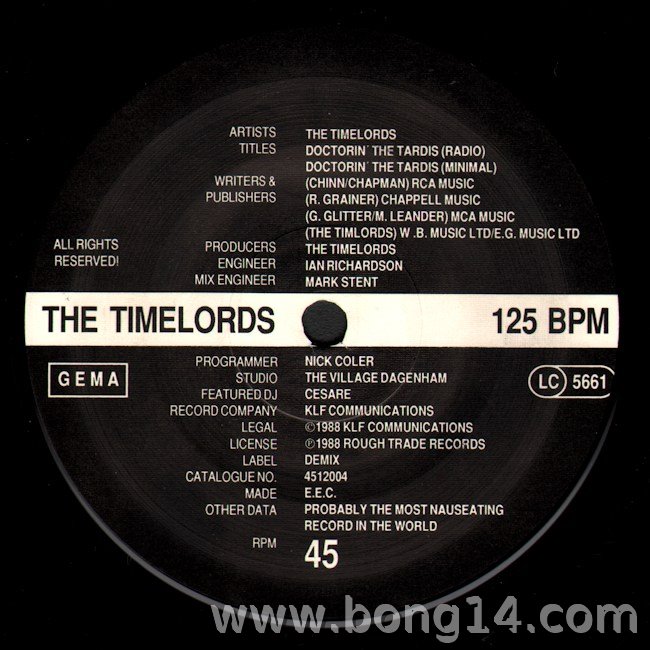 ARTISTS THE TIMELORDS
TITLES DOCTORIN' THE TARDIS (RADIO)
DOCTORIN' THE TARDIS (MINIMAL)
WRITERS & (CHINN/CHAPMAN) RCA MUSIC
PUBLISHERS (R. GRAINER) CHAPPELL MUSIC
(G. GLITTER/M. LEANDER) MCA MUSIC
(THE TIMLORDS) W .B. MUSIC LTD/E.G. MUSIC LTD
ALL RIGHTS
RESERVED!
PRODUCERS THE TIMELORDS
ENGINEER IAN RICHARDSON
MIX ENGINEER MARK STENT
THE TIMELORDS 125 BPM
GEMA
LC 5661
PROGRAMMER NICK COLER
STUDIO THE VILLAGE DAGENHAM
FEATURED DJ CESARE
RECORD COMPANY KLF COMMUNICATIONS
LEGAL ©1988 KLF COMMUNICATIONS
LICENSE ℗1988 ROUGH TRADE RECORDS
LABEL DEMIX
CATALOGUE NO. 4512004
MADE E.E.C.
OTHER DATA PROBABLY THE MOST NAUSEATING
RECORD IN THE WORLD
RPM 45
www.bong14.com